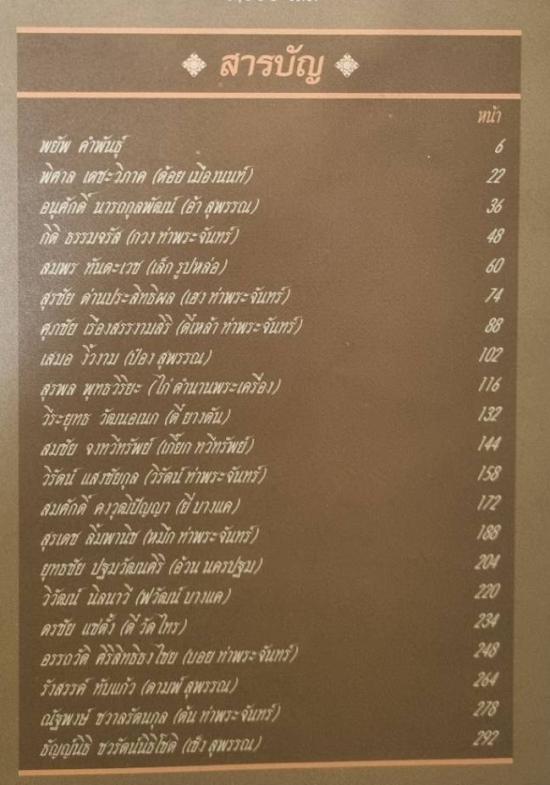 สารบัญ
หน้า
พยัพ คำพันธุ์ 6
พิศาล เตชะวิภาค (ต้อย เมืองนนท์) 22
อนุศักดิ์ นารถกุลพัฒน์ (อ้า สุพรรณ) 36
กิติ ธรรมจรัส (กวง ท่าพระจันทร์) 48
สมพร ทันตะเวช (เล็ก รูปหล่อ) 60
สุรชัย ด่านประสิทธิผล (เฮง ท่าพระจันทร์) 74
ศุภชัย เรืองสรรงามสิริ (ตี๋เหล้า ท่าพระจันทร์) 88
เสมอ งิ้วงาม (ป๋อง สุพรรณ) 102
สุรพล พุทธวิริยะ (ไก่ ตำนานพระเครื่อง) 116
วีระยุทธ วัฒนอเนก (ตี๋ ยางตัน) 132
สมชัย จงทวีทรัพย์ (เกี๊ยก ทวีทรัพย์) 144
วิรัตน์ แสงชัยกุล (วิรัตน์ ท่าพระจันทร์) 158
สมศักดิ์ คงวุฒิปัญญา (ยี่ บางแค) 172
สุรเดช ลิ้มพานิช (หมึก ท่าพระจันทร์) 188
ยุทธชัย ปฐมวัฒนศิริ (อ้วน นครปฐม) 204
วิวัฒน์ นิลนาวี (ฟวัฒน์ บางแค) 220
ดรชัย แซ่ตั้ง (ตี๋ วัดไทร) 234
อรรถวัติ ศิริสิทธิธงไชย (บอย ท่าพระจันทร์) 248
รังสรรค์ ทับแก้ว (ดามพ์ สุพรรณ) 264
ณัฐพงษ์ ชวาลรัตนกุล (ต้น ท่าพระจันทร์) 278
ธัญญ์นิธิ ชวรัตน์นิธิโชติ (เซ้ง สุพรรณ) 292